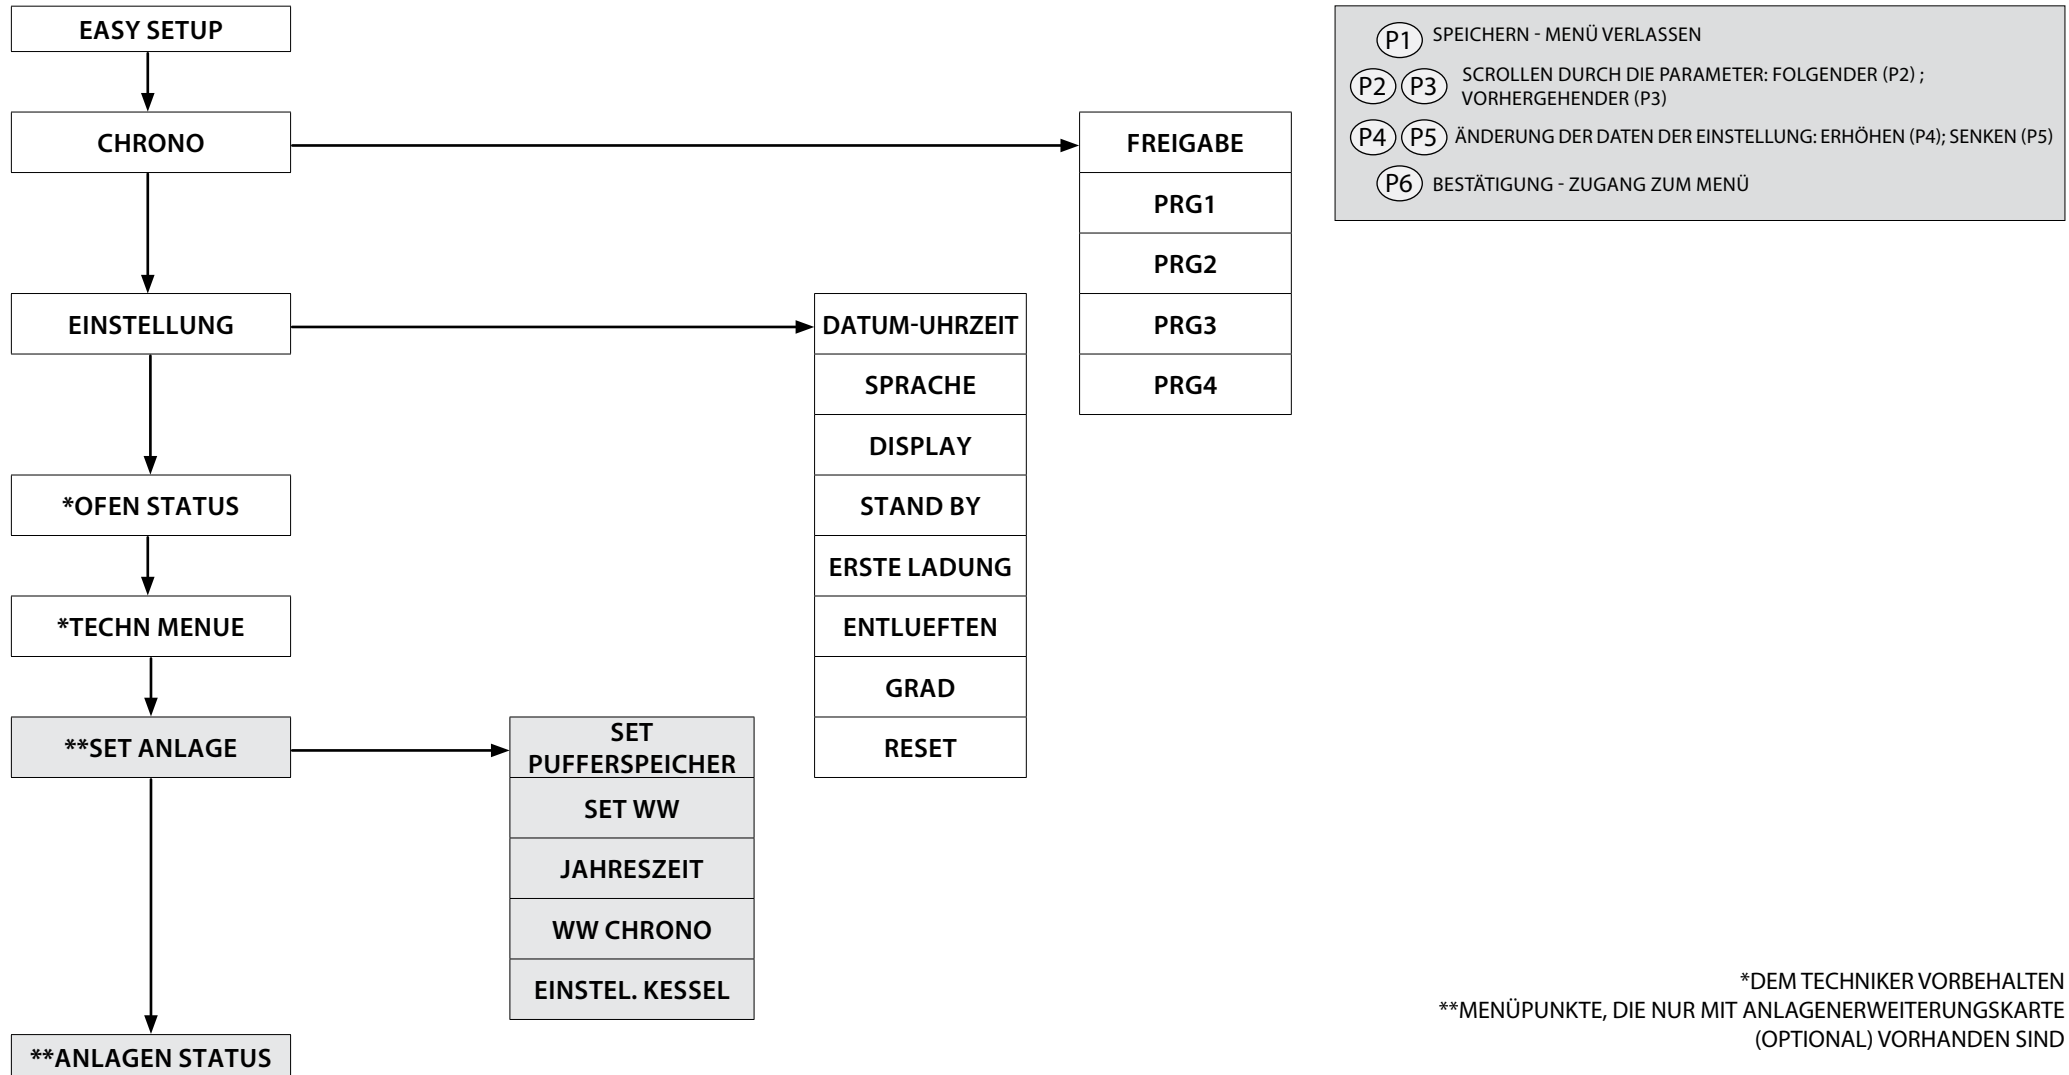 EASY SETUP
CHRONO
EINSTELLUNG
*OFEN STATUS
*TECHN MENUE
**SET ANLAGE
**ANLAGEN STATUS
SET
PUFFERSPEICHER
SET WW
JAHRESZEIT
WW CHRONO
EINSTEL. KESSEL
DATUM-UHRZEIT
SPRACHE
DISPLAY
STAND BY
ERSTE LADUNG
ENTLUEFTEN
GRAD
RESET
FREIGABE
PRG1
PRG2
PRG3
PRG4
P1 SPEICHERN - MENÜ VERLASSEN
P2 P3 SCROLLEN DURCH DIE PARAMETER: FOLGENDER (P2) ;
VORHERGEHENDER (P3)
P4 P5 ÄNDERUNG DER DATEN DER EINSTELLUNG: ERHÖHEN (P4); SENKEN (P5)
P6 BESTÄTIGUNG - ZUGANG ZUM MENÜ
*DEM TECHNIKER VORBEHALTEN
**MENÜPUNKTE, DIE NUR MIT ANLAGENERWEITERUNGSKARTE
(OPTIONAL) VORHANDEN SIND